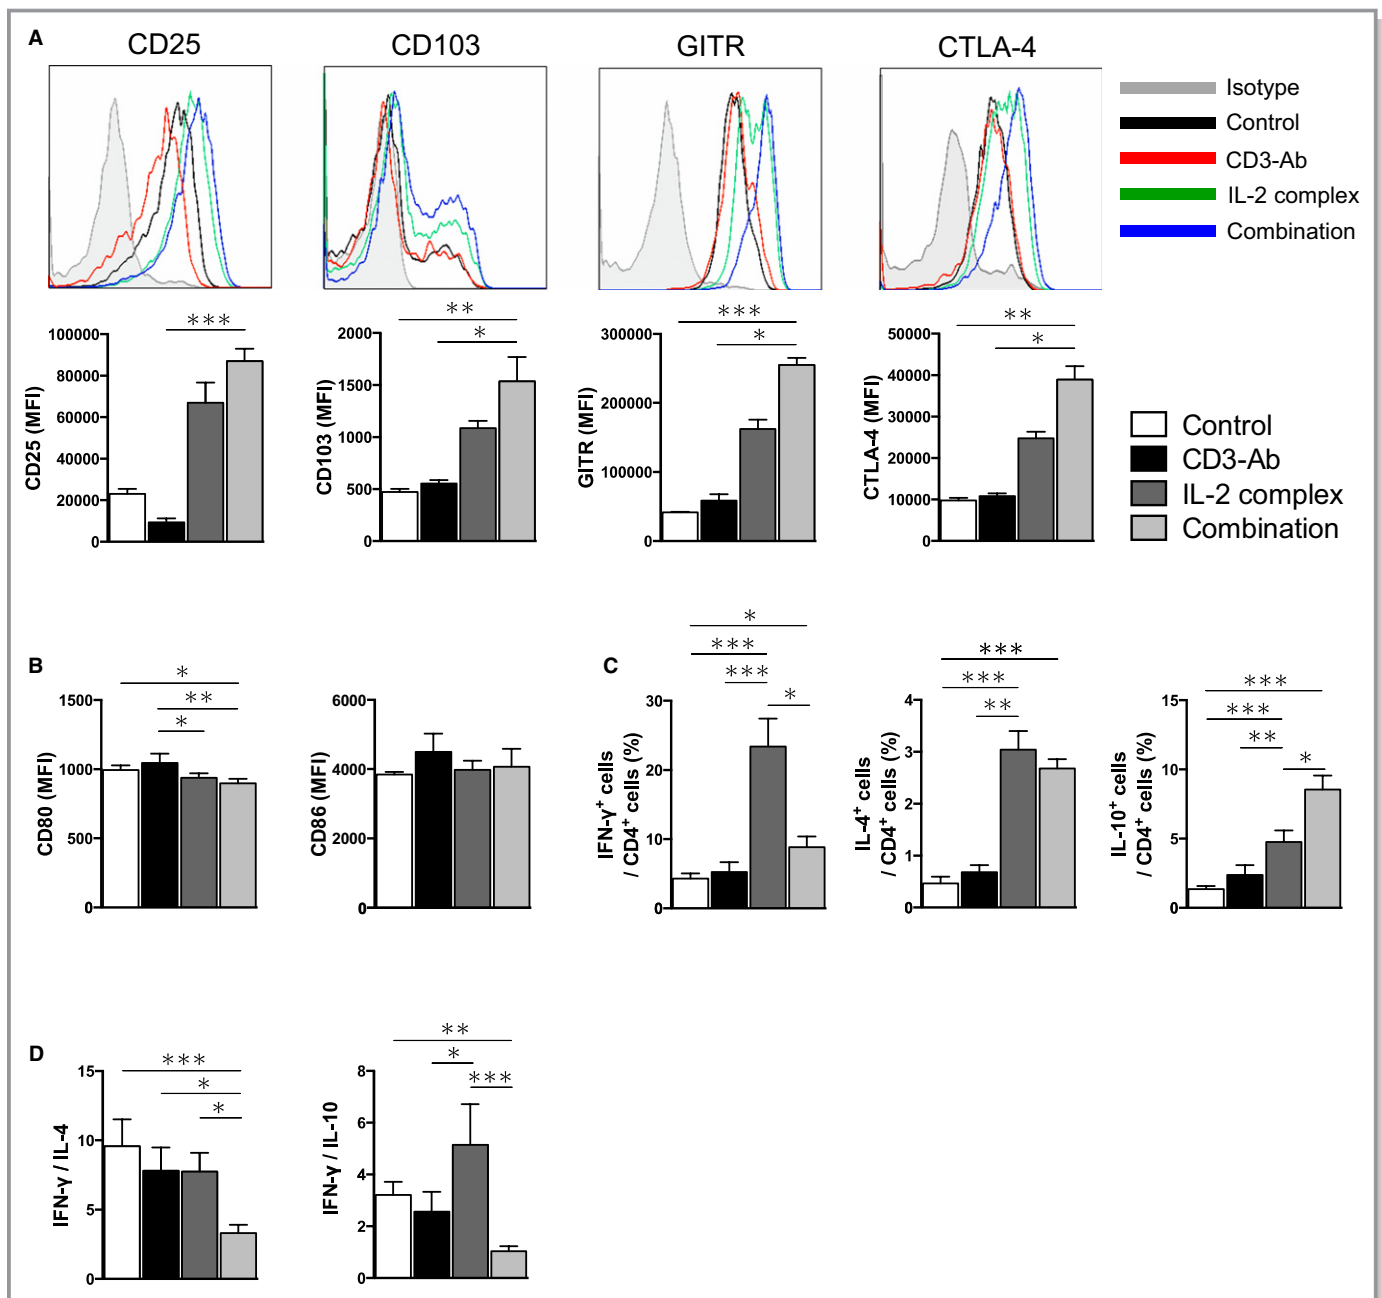 A
CD25
CD103
GITR
CTLA-4
Isotype
Control
CD3-Ab
IL-2 complex
Combination
***
100000
80000
60000
40000
20000
0
CD25 (MFI)
**
*
2000
1500
1000
500
0
CD103 (MFI)
***
*
300000
200000
100000
0
GITR (MFI)
**
*
50000
40000
30000
20000
10000
0
CTLA-4 (MFI)
Control
CD3-Ab
IL-2 complex
Combination
B
*
**
*
1500
1000
500
0
CD80 (MFI)
6000
4000
2000
0
CD86 (MFI)
C
*
***
***
*
30
20
10
0
IFN-γ+ cells
/ CD4+ cells (%)
***
***
**
4
3
2
1
0
IL-4+ cells
/ CD4+ cells (%)
***
***
**
*
15
10
5
0
IL-10+ cells
/ CD4+ cells (%)
D
***
*
*
15
10
5
0
IFN-γ / IL-4
**
*
***
8
6
4
2
0
IFN-γ / IL-10